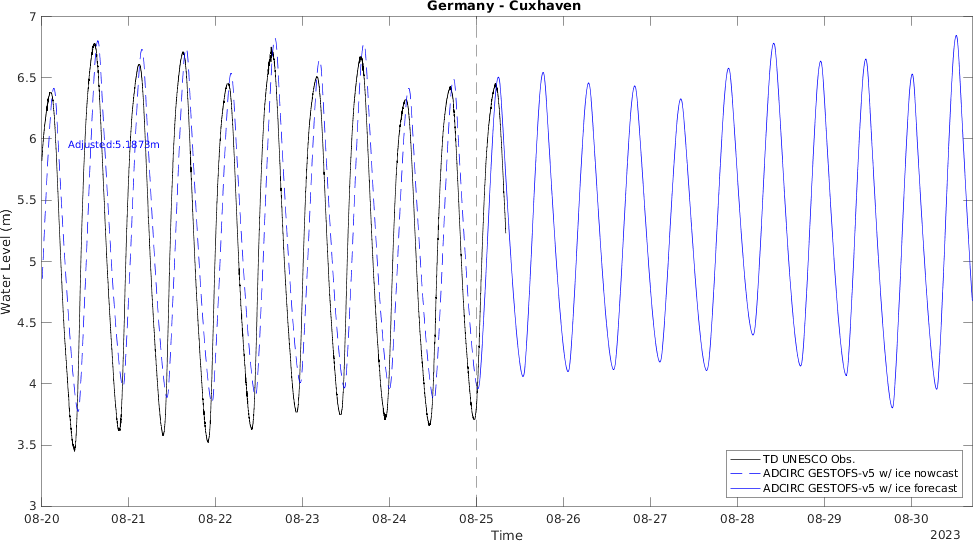 Germany - Cuxhaven
Water Level (m)
7
6.5
6
5.5
5
4.5
4
3.5
3
Adjusted:5.1873m
TD UNESCO Obs.
ADCIRC GESTOFS-v5 w/ ice nowcast
ADCIRC GESTOFS-v5 w/ ice forecast
08-20 08-21 08-22 08-23 08-24 08-25 08-26 08-27 08-28 08-29 08-30
Time
2023